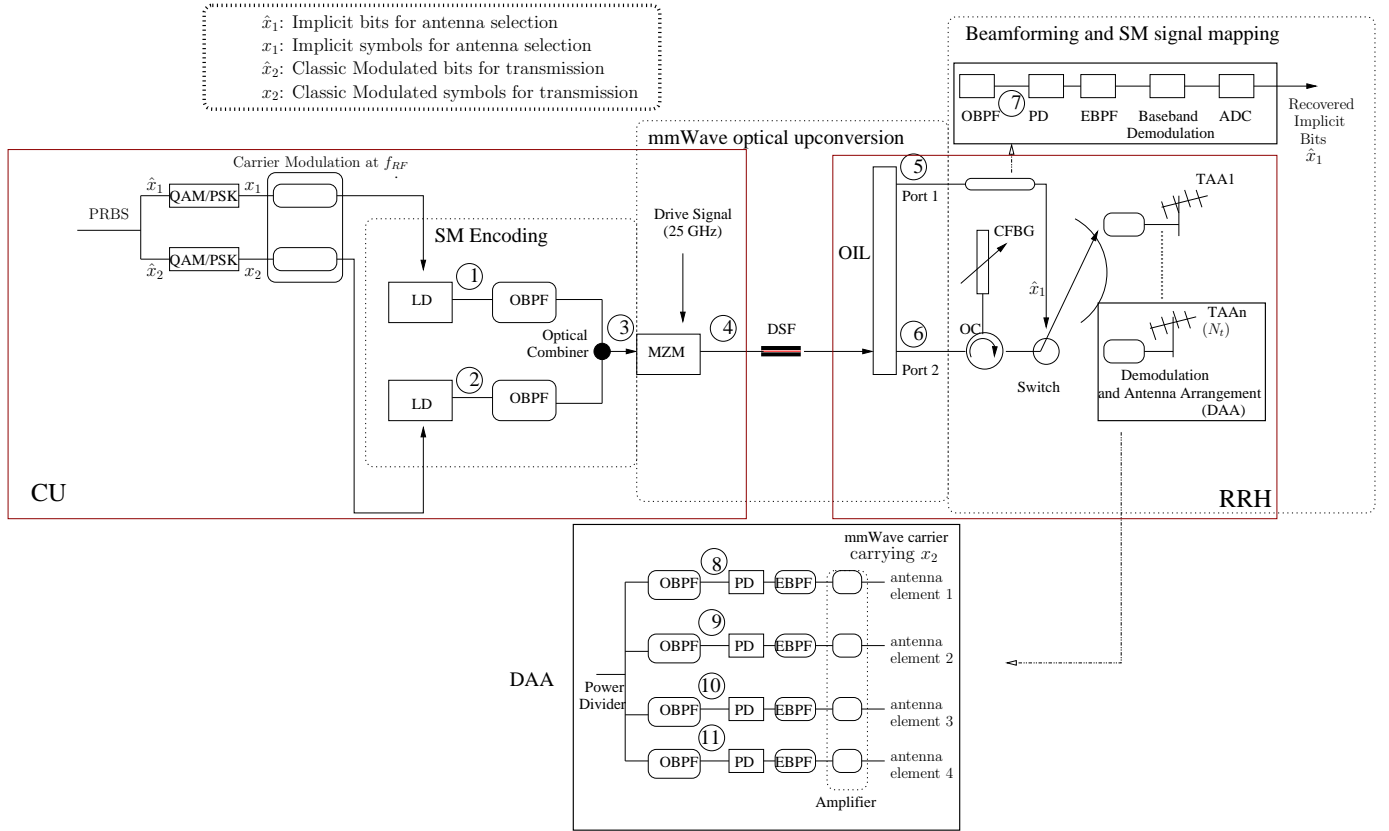 x̂₁: Implicit bits for antenna selection
x₁: Implicit symbols for antenna selection
x̂₂: Classic Modulated bits for transmission
x₂: Classic Modulated symbols for transmission
Beamforming and SM signal mapping
7
OBPF PD EBPF Baseband Demodulation ADC
Recovered
Implicit
Bits
x̂₁
mmWave optical upconversion
Carrier Modulation at f_RF
PRBS
x̂₁ QAM/PSK x₁
x̂₂ QAM/PSK x₂
SM Encoding
LD 1 OBPF
Optical
Combiner
3
LD 2 OBPF
Drive Signal
(25 GHz)
MZM
4
DSF
OIL
5
Port 1
6
Port 2
CFBG
OC
x̂₁
Switch
TAA1
TAAn
(N_t)
Demodulation
and Antenna Arrangement
(DAA)
CU
RRH
DAA
Power
Divider
mmWave carrier
carrying x₂
OBPF 8 PD EBPF antenna
element 1
OBPF 9 PD EBPF antenna
element 2
OBPF 10 PD EBPF antenna
element 3
OBPF 11 PD EBPF antenna
element 4
Amplifier